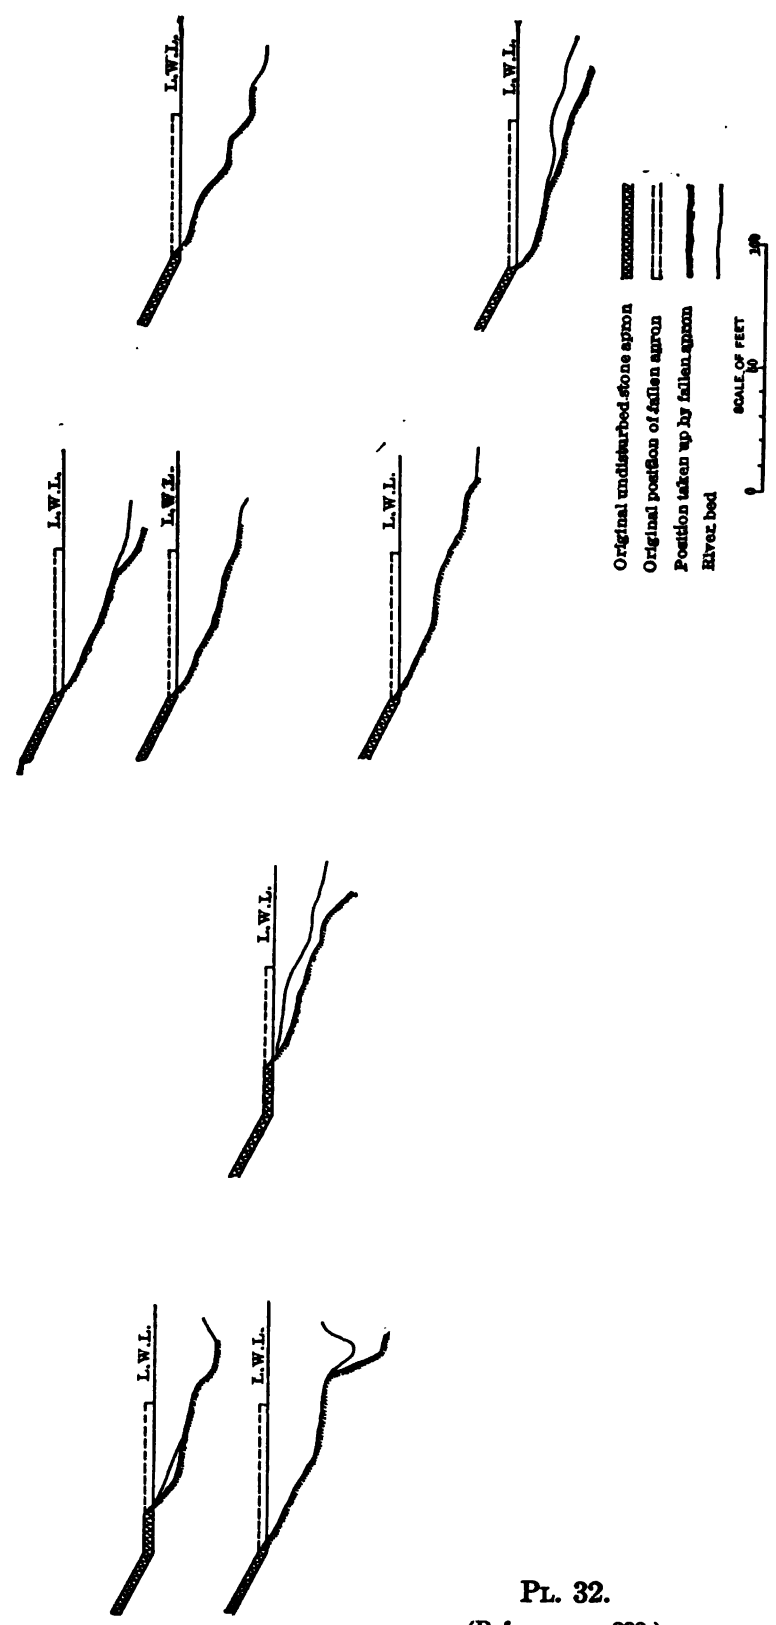 L.W.L.
L.W.L.
L.W.L.
L.W.L.
L.W.L.
L.W.L.
L.W.L.
L.W.L.
Original undisturbed stone apron
Original position of fallen apron
Position taken up by fallen apron
River bed
SCALE OF FEET
0 50 100
PL. 32.